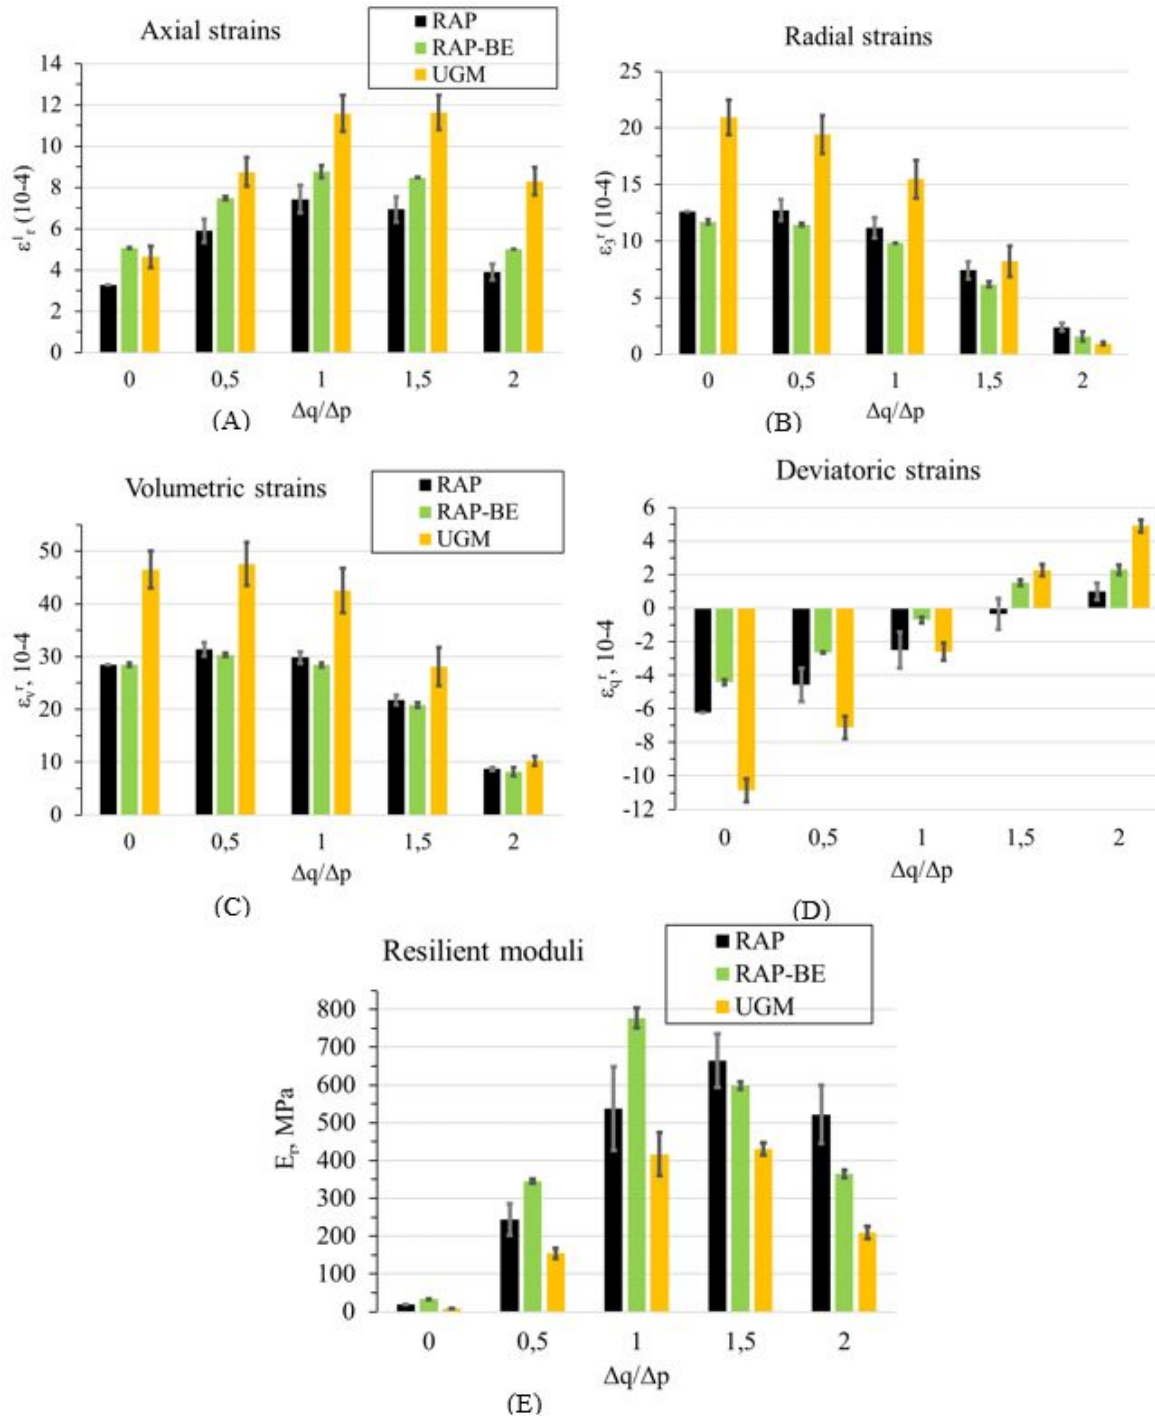 Axial strains
RAP
RAP-BE
UGM
14
12
10
8
6
4
2
0
ε¹ᵣ (10-4)
0 0,5 1 1,5 2
Δq/Δp
(A)
Radial strains
25
20
15
10
5
0
ε₃ʳ (10-4)
0 0,5 1 1,5 2
Δq/Δp
(B)
Volumetric strains
RAP
RAP-BE
UGM
50
40
30
20
10
0
εᵥʳ, 10-4
0 0,5 1 1,5 2
Δq/Δp
(C)
Deviatoric strains
6
4
2
0
-2
-4
-6
-8
-10
-12
ε_qʳ, 10-4
0 0,5 1 1,5 2
Δq/Δp
(D)
Resilient moduli
RAP
RAP-BE
UGM
800
700
600
500
400
300
200
100
0
Eᵣ, MPa
0 0,5 1 1,5 2
Δq/Δp
(E)